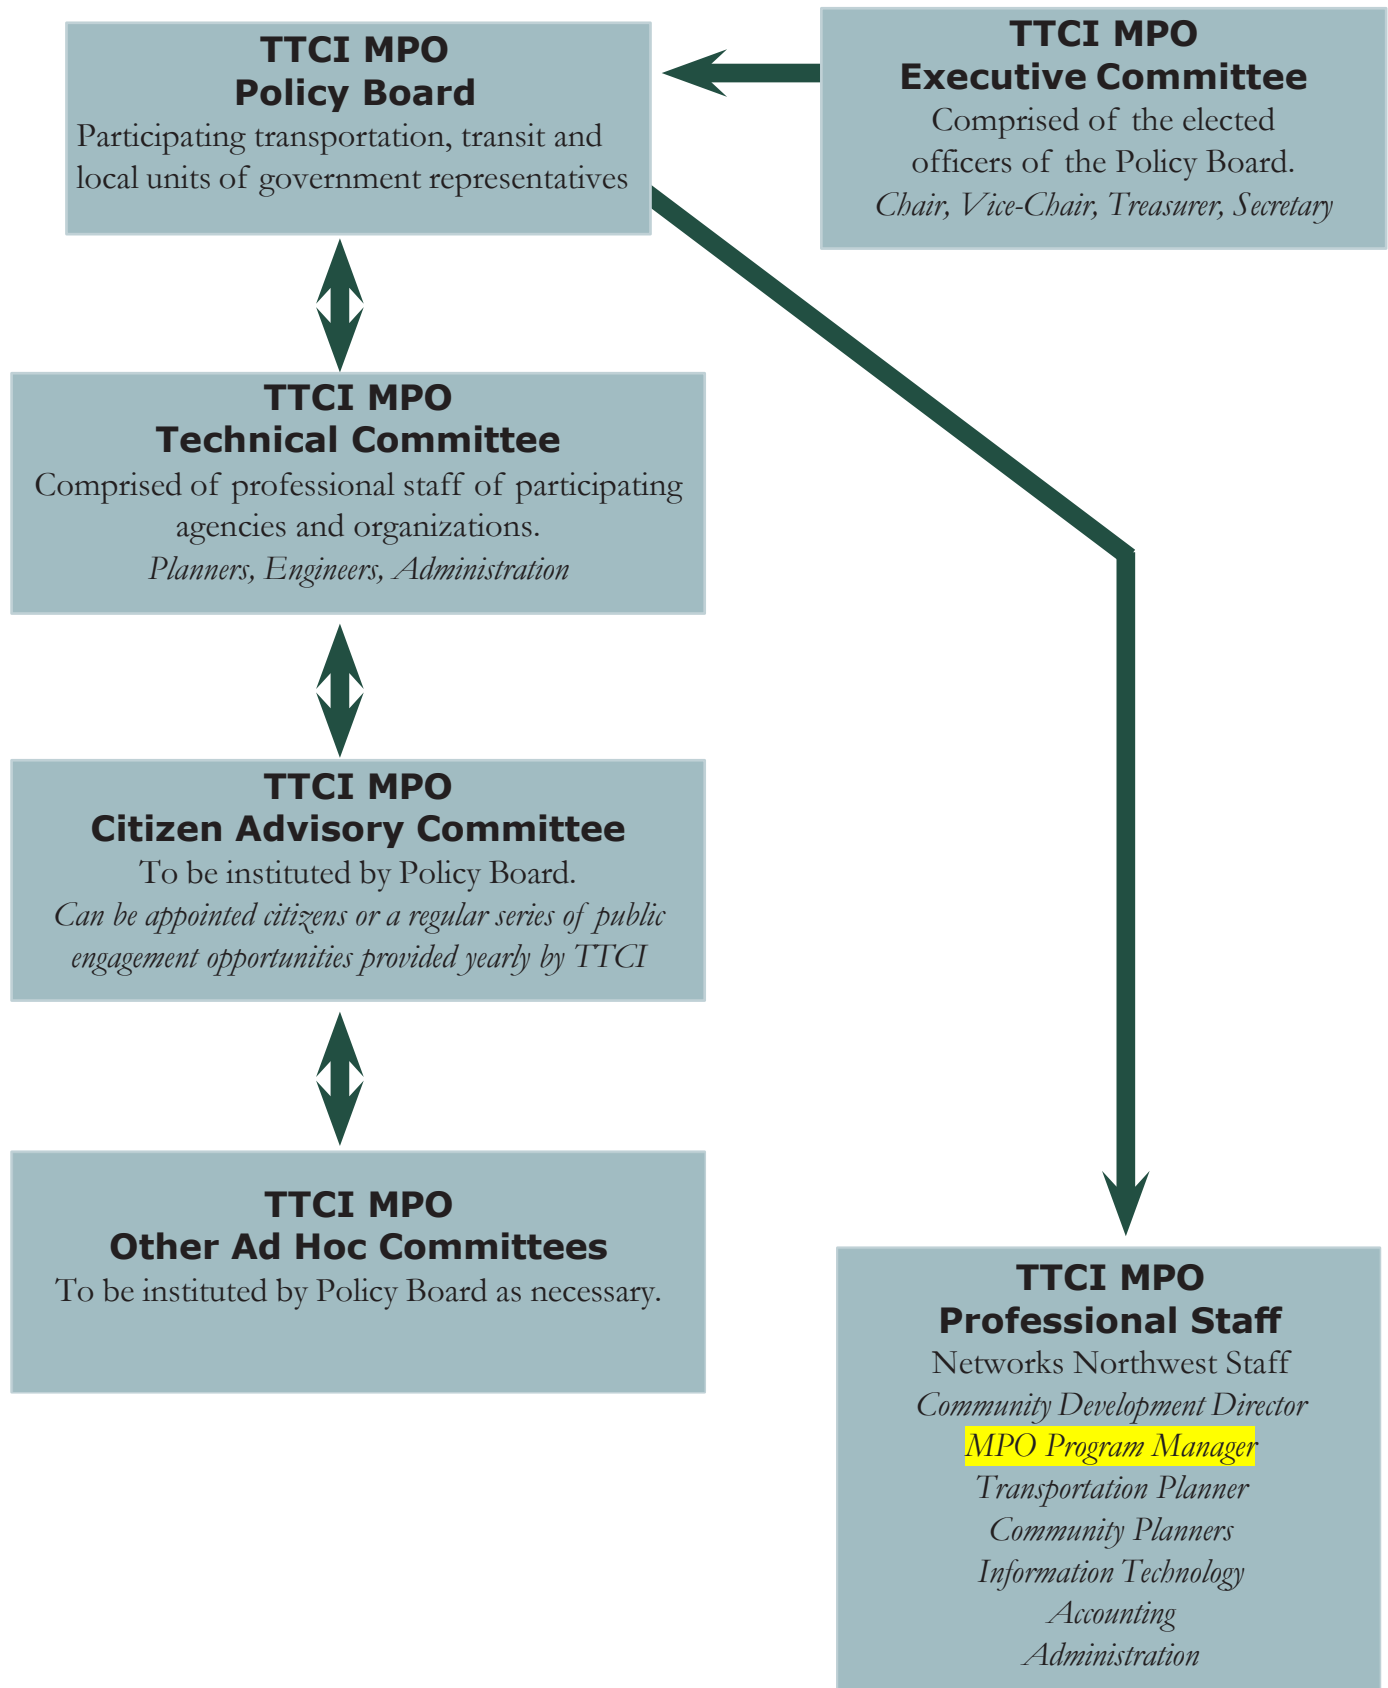 TTCI MPO
Policy Board
Participating transportation, transit and
local units of government representatives
TTCI MPO
Executive Committee
Comprised of the elected
officers of the Policy Board.
Chair, Vice-Chair, Treasurer, Secretary
TTCI MPO
Technical Committee
Comprised of professional staff of participating
agencies and organizations.
Planners, Engineers, Administration
TTCI MPO
Citizen Advisory Committee
To be instituted by Policy Board.
Can be appointed citizens or a regular series of public
engagement opportunities provided yearly by TTCI
TTCI MPO
Other Ad Hoc Committees
To be instituted by Policy Board as necessary.
TTCI MPO
Professional Staff
Networks Northwest Staff
Community Development Director
MPO Program Manager
Transportation Planner
Community Planners
Information Technology
Accounting
Administration